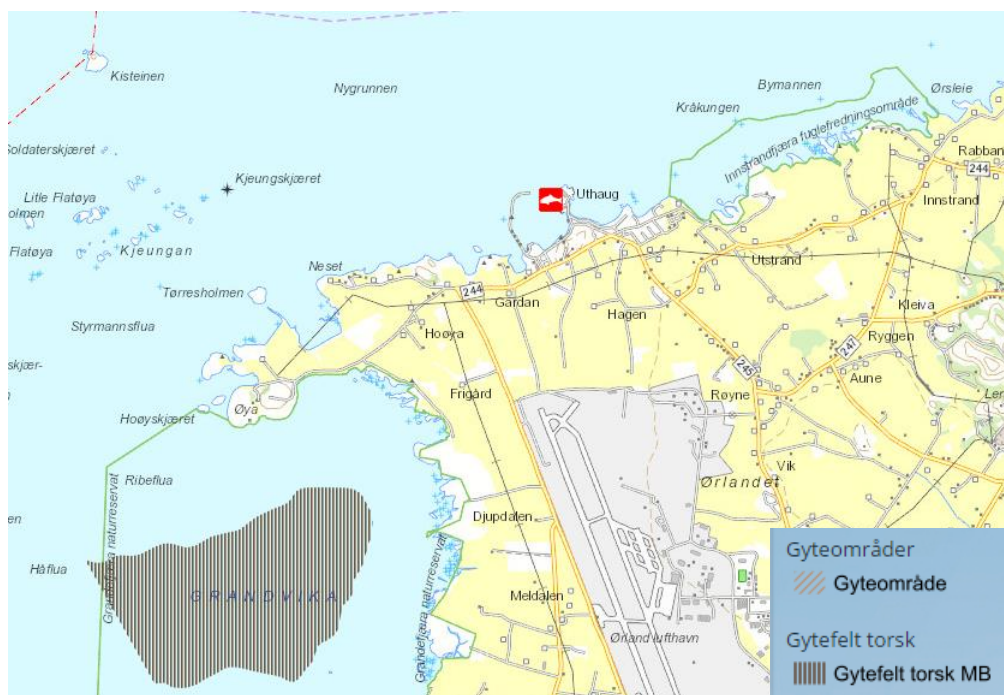 Kisteinen
Nygrunnen
Bymannen
Ørsleie
Kråkungen
Soldaterskjæret
Innstrandfjæra fuglefredningsområde
Rabban
244
Kjeungskjæret
Litle Flatøya
Uthaug
Innstrand
Flatøya
Kjeungan
Utstrand
Neset
244
Tørresholmen
Gardan
Kleiva
Hagen
Styrmannsflua
Hoøya
247
Ryggen
245
Aune
Frigård
Røyne
Øya
Hoøyskjæret
Vik
Ribeflua
Ørlandet
Grandefjæra naturreservat
Djupdalen
Håflua
Grandefjæra naturreservat
GRANDVIKA
Meldalen
Ørland lufthavn
Gyteområder
Gyteområde
Gytefelt torsk
Gytefelt torsk MB